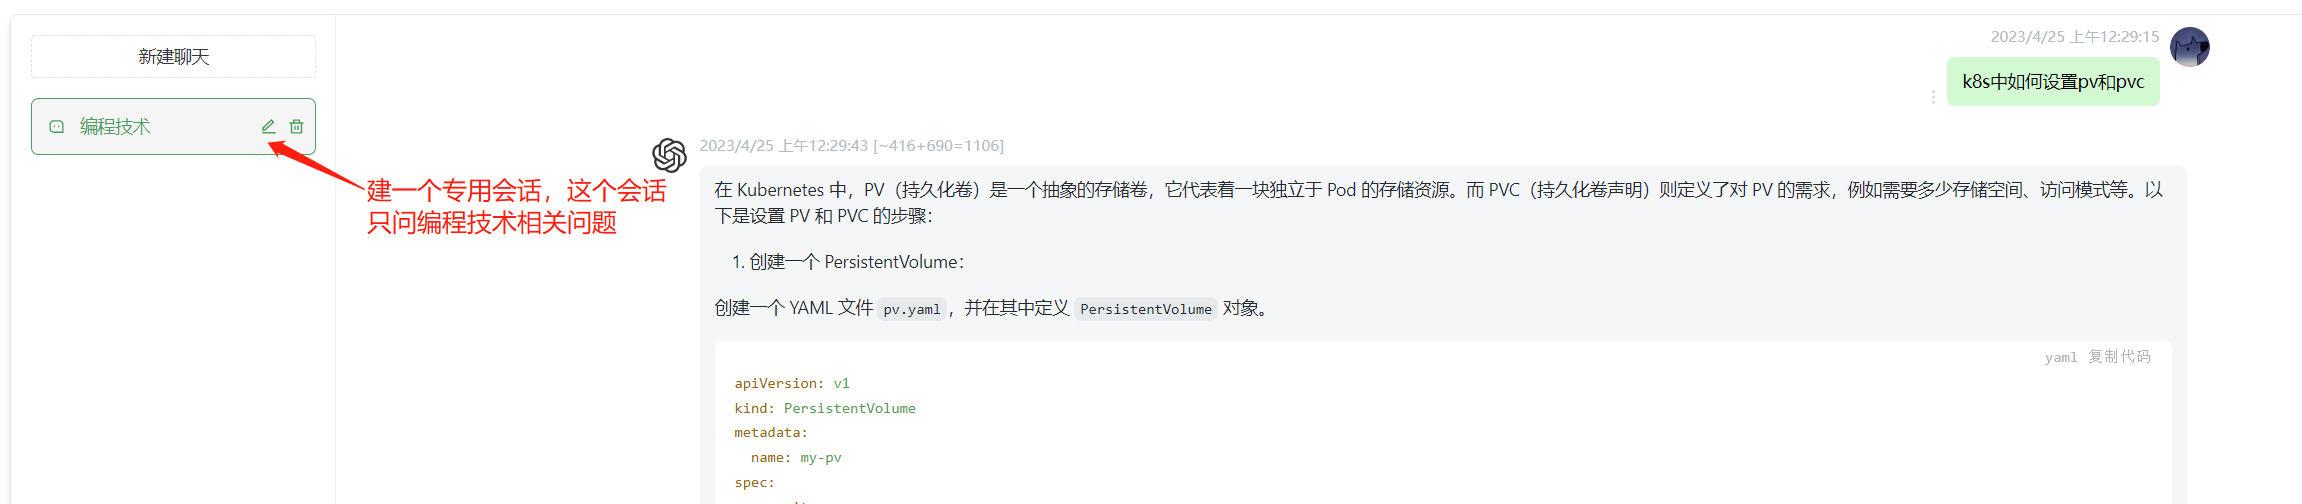 新建聊天
编程技术
建一个专用会话，这个会话
只问编程技术相关问题
2023/4/25 上午12:29:15
k8s中如何设置pv和pvc
2023/4/25 上午12:29:43 [~416+690=1106]
在 Kubernetes 中，PV（持久化卷）是一个抽象的存储卷，它代表着一块独立于 Pod 的存储资源。而 PVC（持久化卷声明）则定义了对 PV 的需求，例如需要多少存储空间、访问模式等。以
下是设置 PV 和 PVC 的步骤：
1. 创建一个 PersistentVolume：
创建一个 YAML 文件 pv.yaml，并在其中定义 PersistentVolume 对象。
yaml 复制代码
apiVersion: v1
kind: PersistentVolume
metadata:
  name: my-pv
spec: